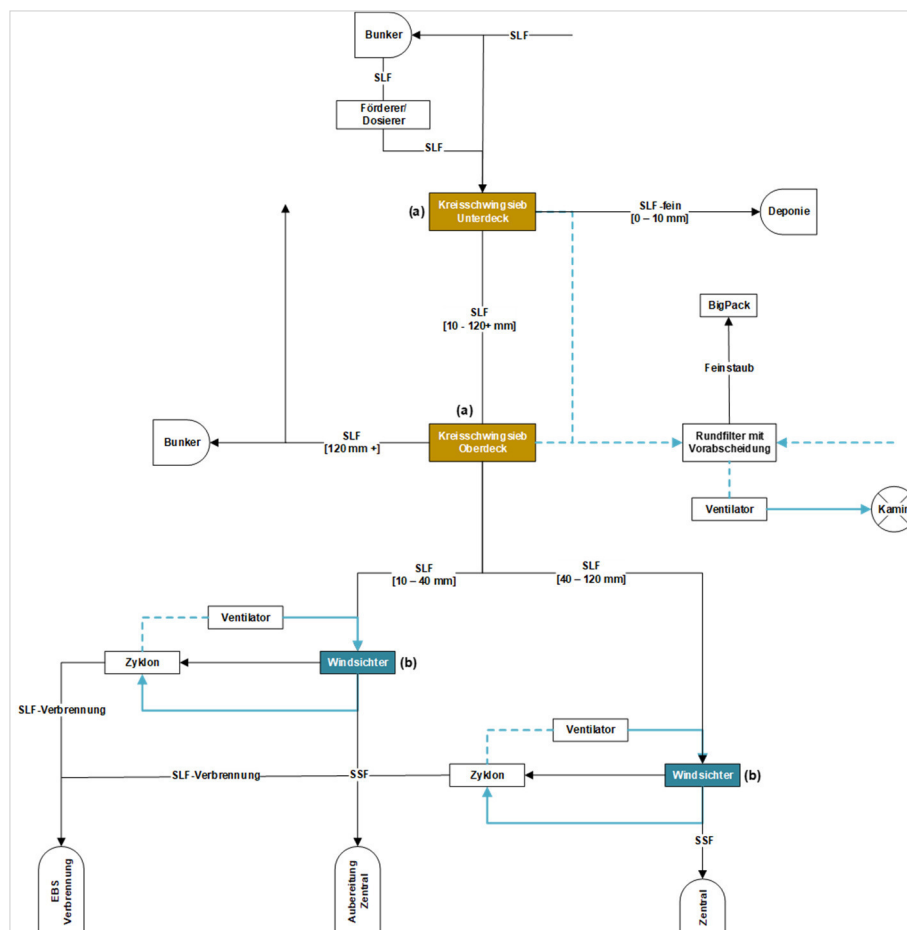 Bunker
SLF
SLF
Förderer/
Dosierer
SLF
(a)
Kreisschwingsieb
Unterdeck
SLF -fein
[0 – 10 mm]
Deponie
SLF
[10 - 120+ mm]
BigPack
Feinstaub
(a)
Bunker
SLF
[120 mm +]
Kreisschwingsieb
Oberdeck
Rundfilter mit
Vorabscheidung
Ventilator
Kamin
SLF
[10 – 40 mm]
SLF
[40 – 120 mm]
Ventilator
Zyklon
Windsichter
(b)
SLF-Verbrennung
Ventilator
SLF-Verbrennung
SSF
Zyklon
Windsichter
(b)
SSF
EBS
Verbrennung
Aubereitung
Zentral
Zentral